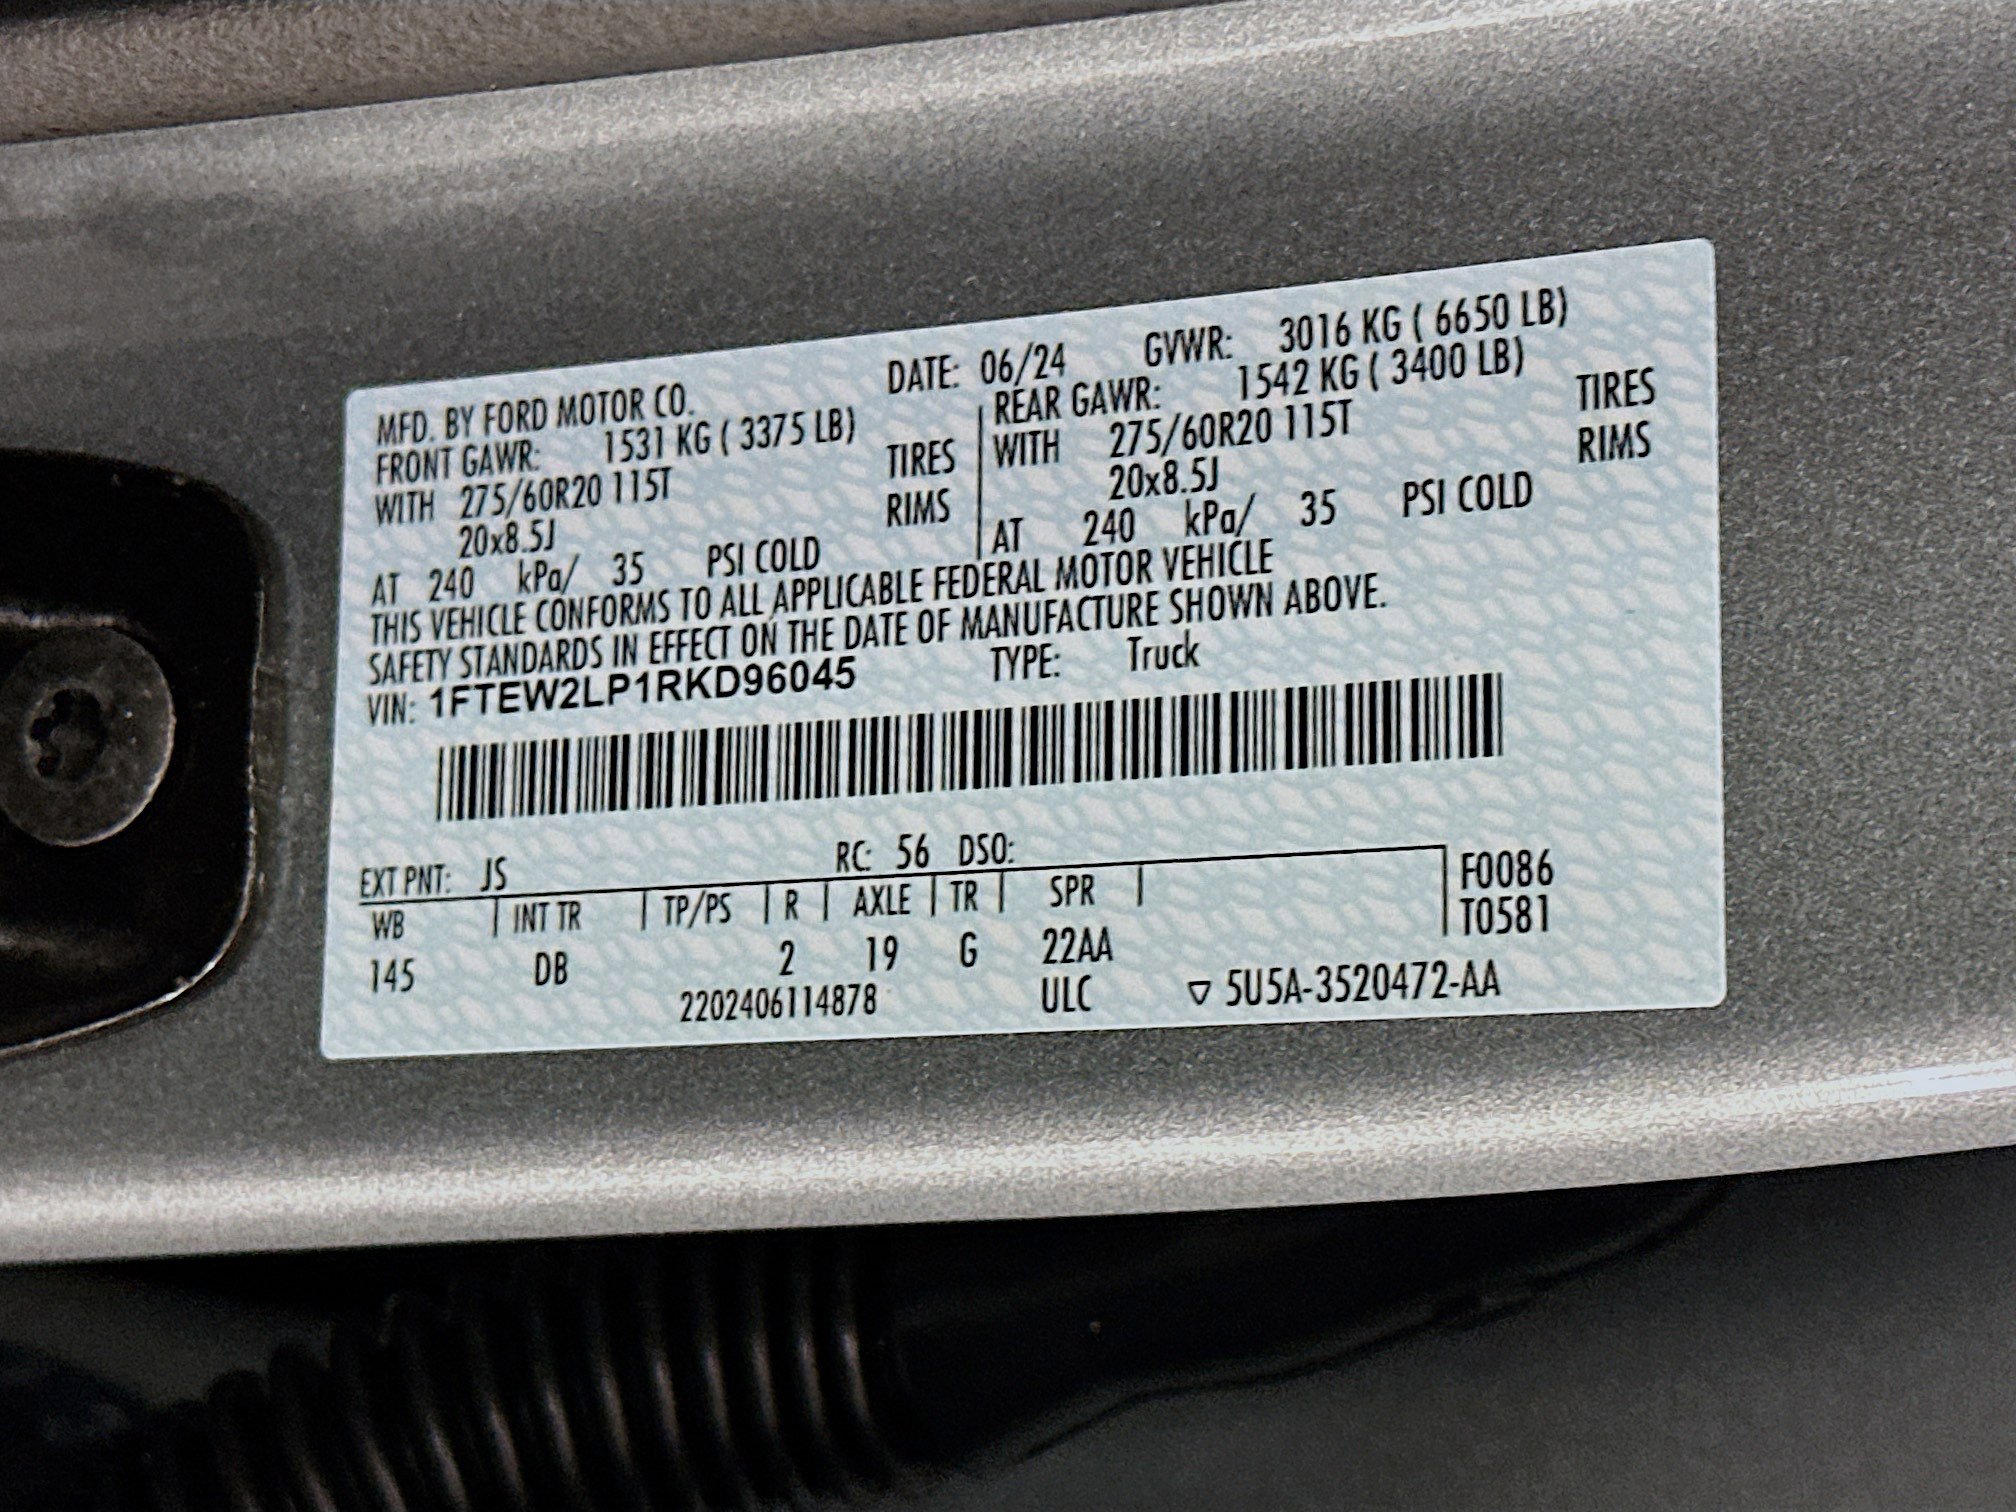 MFD. BY FORD MOTOR CO. DATE: 06/24 GVWR: 3016 KG ( 6650 LB)
FRONT GAWR: 1531 KG ( 3375 LB)
WITH 275/60R20 115T TIRES
20x8.5J RIMS
AT 240 kPa/ 35 PSI COLD
REAR GAWR: 1542 KG ( 3400 LB)
WITH 275/60R20 115T TIRES
20x8.5J RIMS
AT 240 kPa/ 35 PSI COLD
THIS VEHICLE CONFORMS TO ALL APPLICABLE FEDERAL MOTOR VEHICLE
SAFETY STANDARDS IN EFFECT ON THE DATE OF MANUFACTURE SHOWN ABOVE.
VIN: 1FTEW2LP1RKD96045 TYPE: Truck
EXT PNT: JS RC: 56 DSO:
WB INT TR TP/PS R AXLE TR SPR F0086
T0581
145 DB 2 19 G 22AA
2202406114878 ULC ▽ 5U5A-3520472-AA